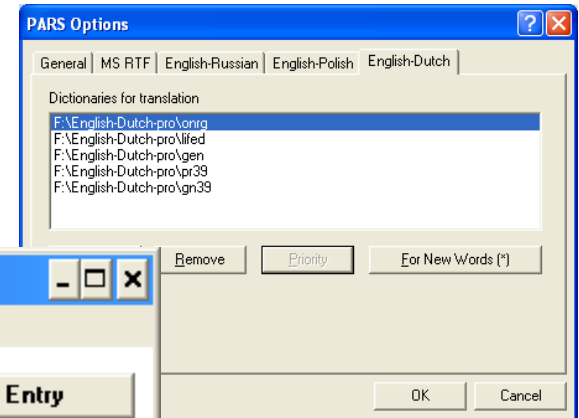 PARS Options
General MS RTF English-Russian English-Polish English-Dutch
Dictionaries for translation
F:\English-Dutch-pro\onrg
F:\English-Dutch-pro\lifed
F:\English-Dutch-pro\gen
F:\English-Dutch-pro\pr39
F:\English-Dutch-pro\gn39
Remove Priority For New Words (*)
Entry
OK Cancel